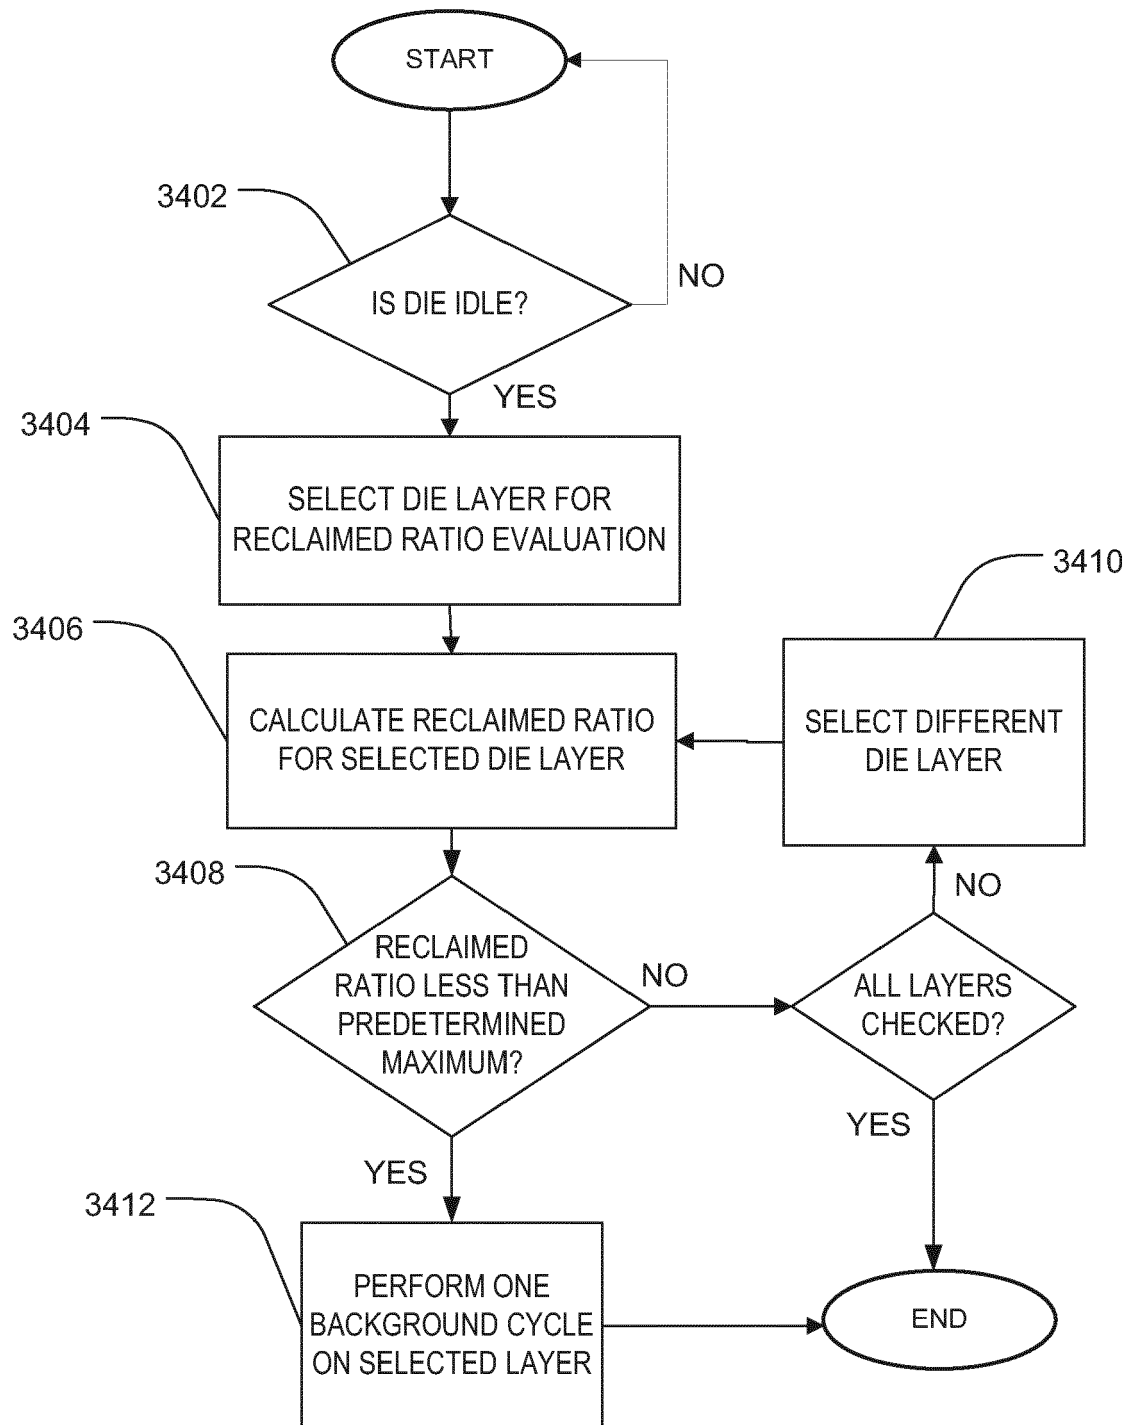 START
3402
IS DIE IDLE?
NO
YES
3404
SELECT DIE LAYER FOR
RECLAIMED RATIO EVALUATION
3410
3406
CALCULATE RECLAIMED RATIO
FOR SELECTED DIE LAYER
SELECT DIFFERENT
DIE LAYER
3408
NO
RECLAIMED
RATIO LESS THAN
PREDETERMINED
MAXIMUM?
NO
ALL LAYERS
CHECKED?
YES
YES
3412
PERFORM ONE
BACKGROUND CYCLE
ON SELECTED LAYER
END